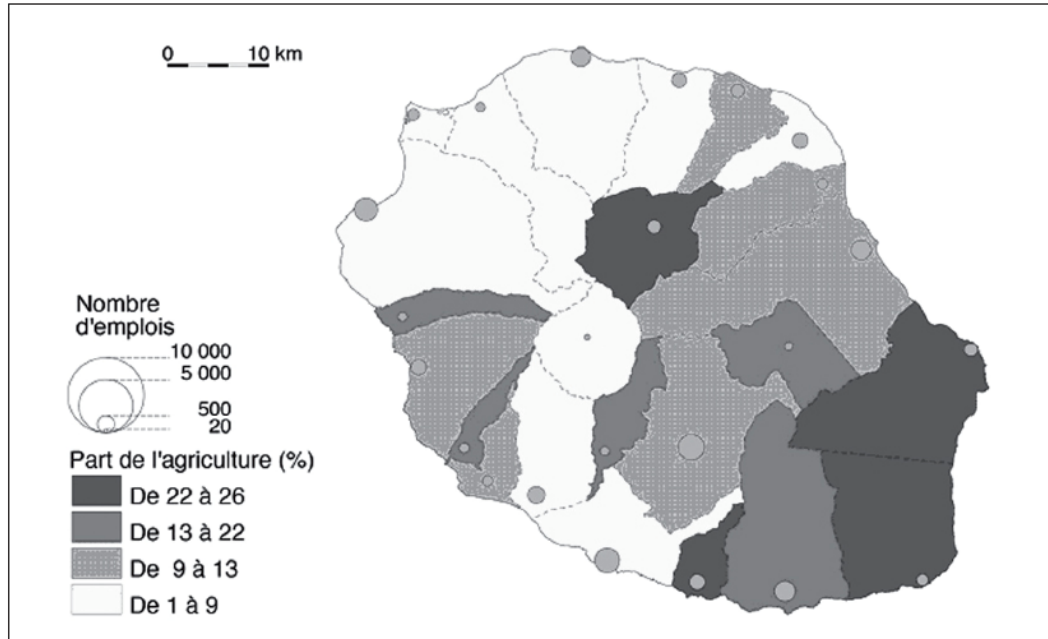 0 10 km
Nombre
d'emplois
10 000
5 000
500
20
Part de l'agriculture (%)
De 22 à 26
De 13 à 22
De 9 à 13
De 1 à 9